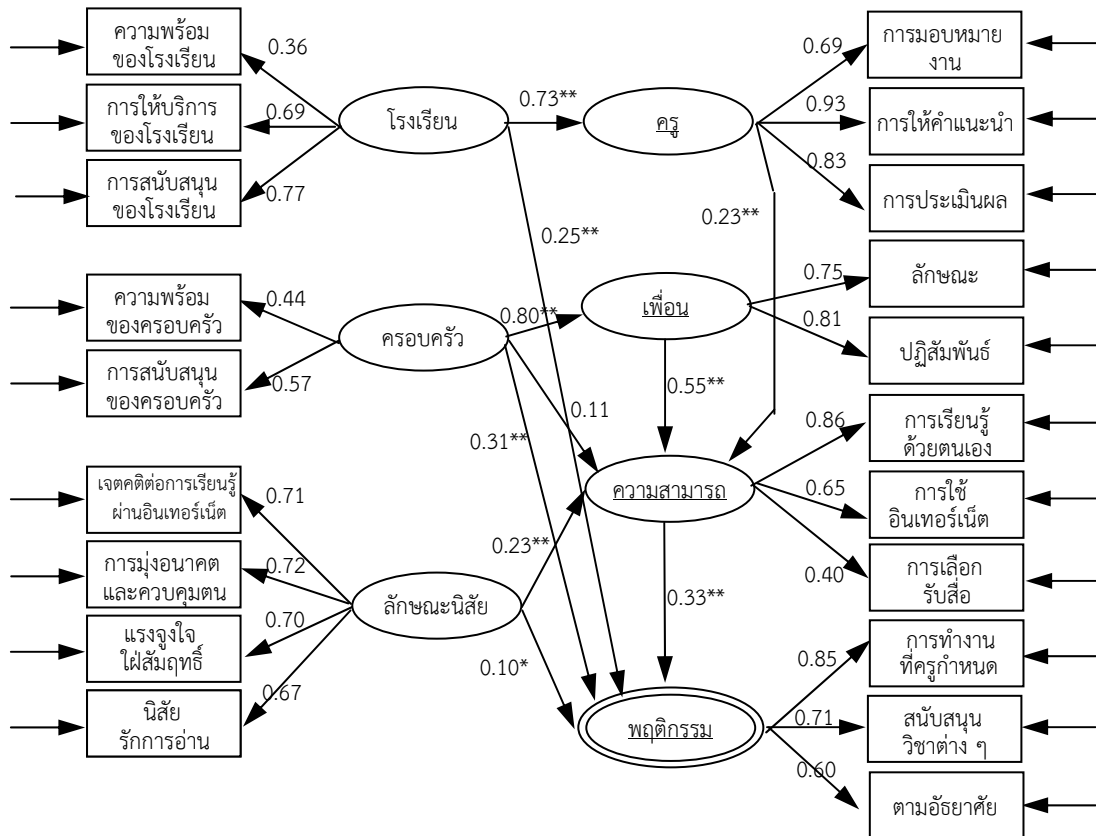 ความพร้อม
ของโรงเรียน
0.36
การให้บริการ
ของโรงเรียน
0.69
การสนับสนุน
ของโรงเรียน
0.77
โรงเรียน
0.73**
ครู
0.69
การมอบหมาย
งาน
0.93
การให้คำแนะนำ
0.83
การประเมินผล
0.25**
0.23**
ความพร้อม
ของครอบครัว
0.44
การสนับสนุน
ของครอบครัว
0.57
ครอบครัว
0.80**
เพื่อน
0.75
ลักษณะ
0.81
ปฏิสัมพันธ์
0.55**
0.11
0.31**
เจตคติต่อการเรียนรู้
ผ่านอินเทอร์เน็ต
0.71
การมุ่งอนาคต
และควบคุมตน
0.72
แรงจูงใจ
ใฝ่สัมฤทธิ์
0.70
นิสัย
รักการอ่าน
0.67
ลักษณะนิสัย
0.23**
0.10*
ความสามารถ
0.86
การเรียนรู้
ด้วยตนเอง
0.65
การใช้
อินเทอร์เน็ต
0.40
การเลือก
รับสื่อ
0.33**
พฤติกรรม
0.85
การทำงาน
ที่ครูกำหนด
0.71
สนับสนุน
วิชาต่าง ๆ
0.60
ตามอัธยาศัย